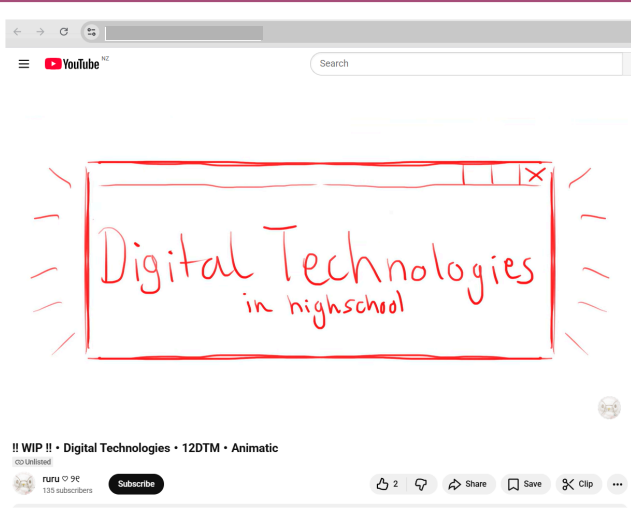 YouTube NZ
Search
Digital Technologies
in highschool
!! WIP !! • Digital Technologies • 12DTM • Animatic
Unlisted
ruru ♡ ୨୧
135 subscribers
Subscribe
2
Share
Save
Clip